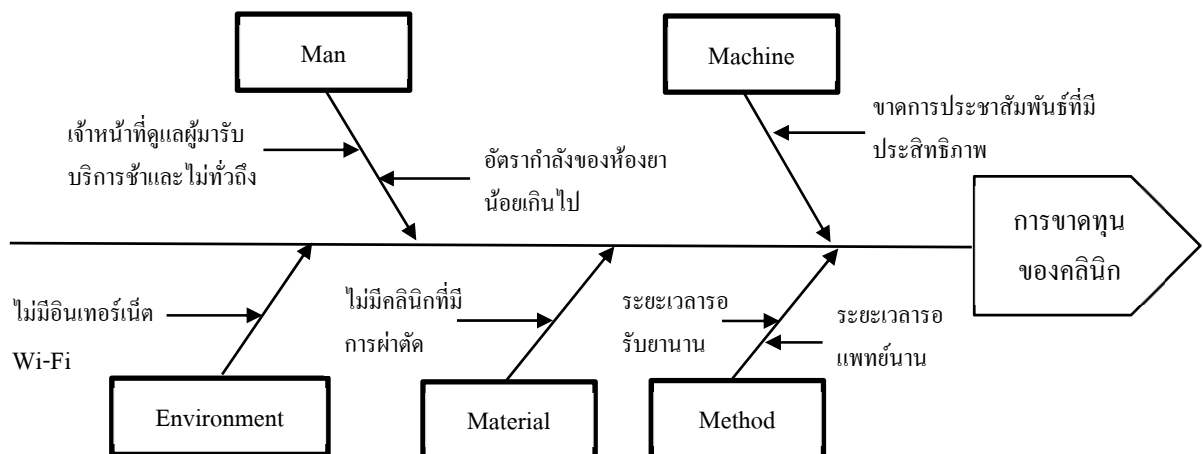 Man
Machine
เจ้าหน้าที่ดูแลผู้มารับ
บริการช้าและไม่ทั่วถึง
อัตรากำลังของห้องยา
น้อยเกินไป
ขาดการประชาสัมพันธ์ที่มี
ประสิทธิภาพ
การขาดทุน
ของคลินิก
ไม่มีอินเทอร์เน็ต
Wi-Fi
ไม่มีคลินิกที่มี
การผ่าตัด
ระยะเวลารอ
รับยานาน
ระยะเวลารอ
แพทย์นาน
Environment
Material
Method